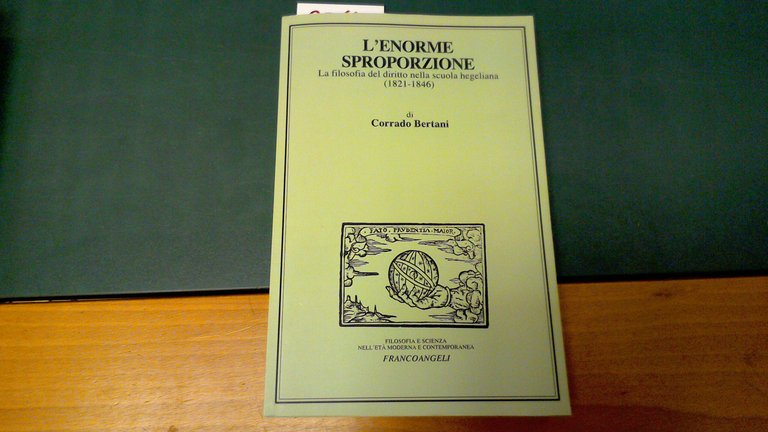 L'ENORME
SPROPORZIONE
La filosofia del diritto nella scuola hegeliana
(1821-1846)
di
Corrado Bertani
FATO · PRUDENTIA · MAIOR
FILOSOFIA E SCIENZA
NELL'ETÀ MODERNA E CONTEMPORANEA
FRANCOANGELI